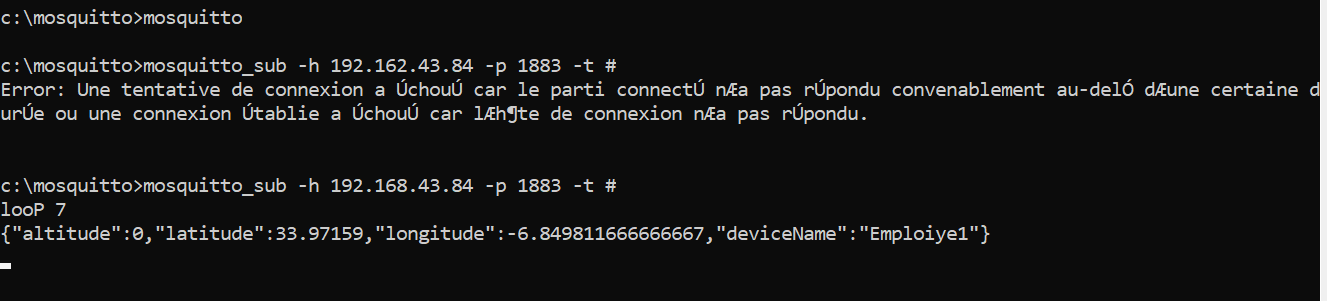 c:\mosquitto>mosquitto
c:\mosquitto>mosquitto_sub -h 192.162.43.84 -p 1883 -t #
Error: Une tentative de connexion a ÚchouÚ car le parti connectÚ nÆa pas rÚpondu convenablement au-delÓ dÆune certaine d
urÚe ou une connexion Útablie a ÚchouÚ car lÆh¶te de connexion nÆa pas rÚpondu.
c:\mosquitto>mosquitto_sub -h 192.168.43.84 -p 1883 -t #
looP 7
{"altitude":0,"latitude":33.97159,"longitude":-6.849811666666667,"deviceName":"Emploiye1"}